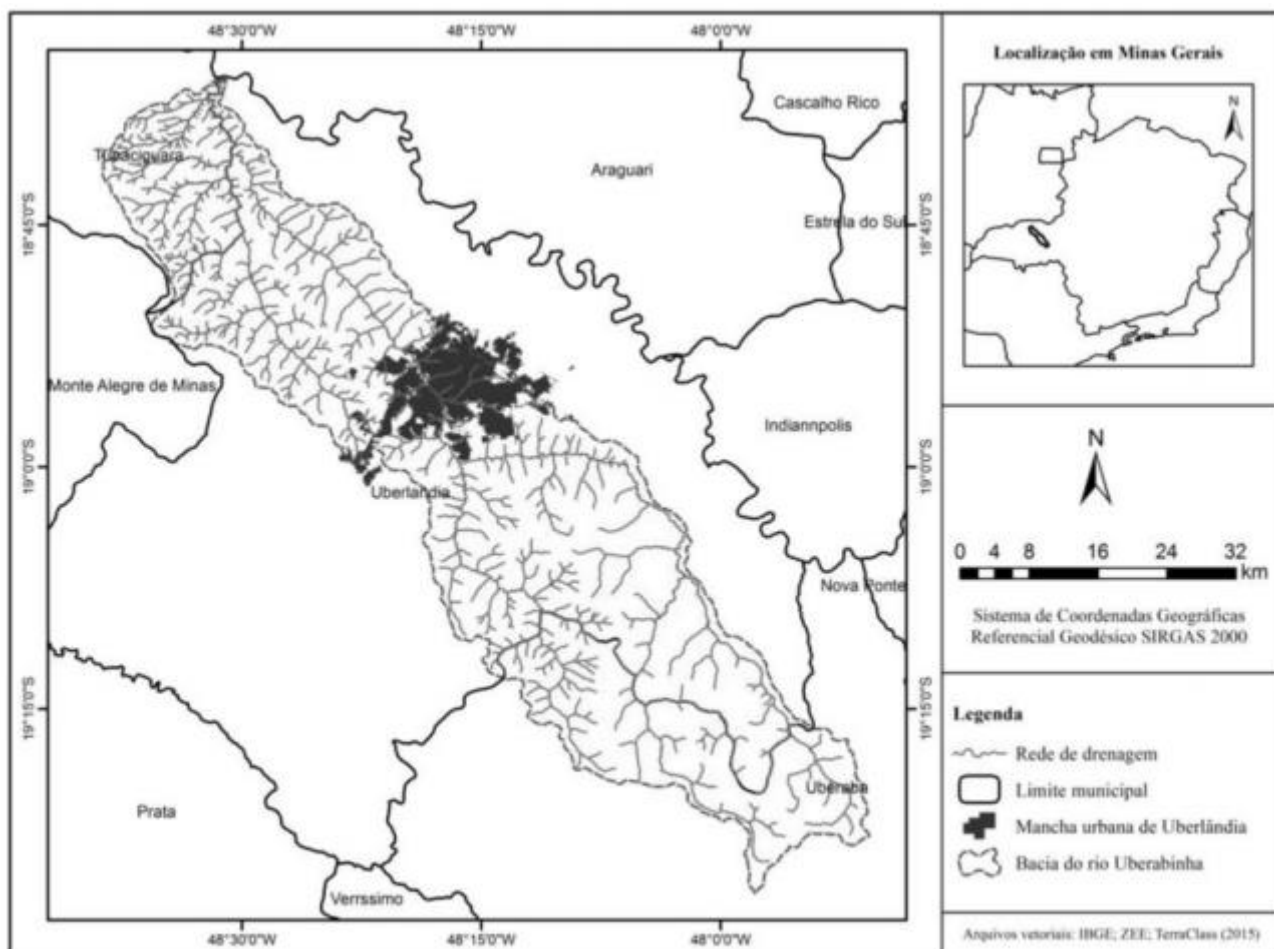 48°30'0"W
48°15'0"W
48°0'0"W
Cascalho Rico
Tupaciguara
Araguari
Estrela do Sul
18°45'0"S
18°45'0"S
Monte Alegre de Minas
Indiannpolis
19°0'0"S
19°0'0"S
Uberlândia
Nova Ponte
19°15'0"S
19°15'0"S
Uberaba
Prata
Verrssimo
48°30'0"W
48°15'0"W
48°0'0"W
Localização em Minas Gerais
N
N
0 4 8 16 24 32
km
Sistema de Coordenadas Geográficas
Referencial Geodésico SIRGAS 2000
Legenda
Rede de drenagem
Limite municipal
Mancha urbana de Uberlândia
Bacia do rio Uberabinha
Arquivos vetoriais: IBGE; ZEE; TerraClass (2015)